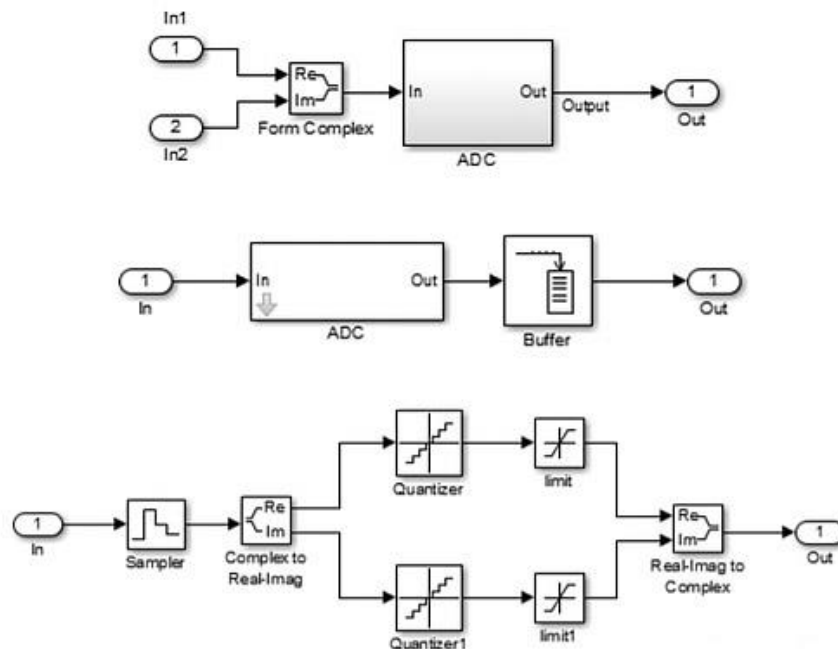 In1
1
Re
Im
Form Complex
2
In2
In
Out
Output
ADC
1
Out
1
In
In
Out
ADC
Buffer
1
Out
1
In
Sampler
Re
Im
Complex to
Real-Imag
Quantizer
limit
Quantizer1
limit1
Re
Im
Real-Imag to
Complex
1
Out